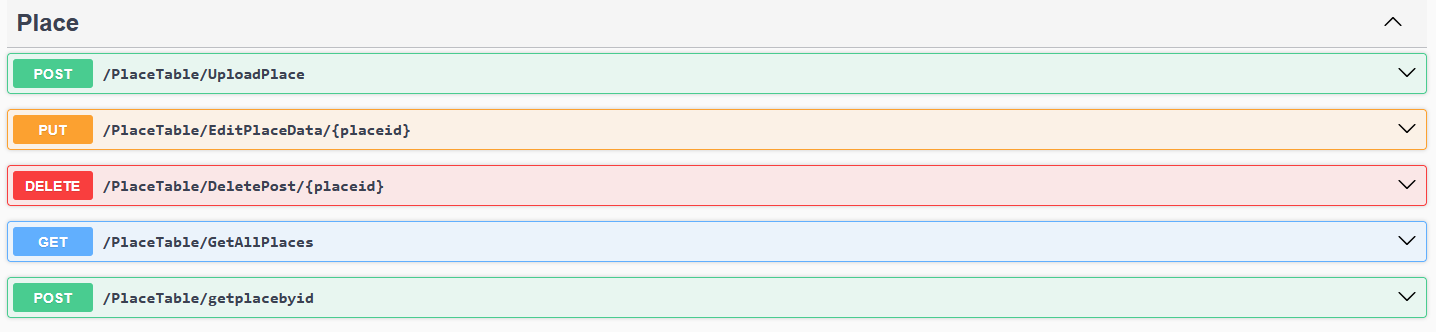 Place
POST /PlaceTable/UploadPlace
PUT /PlaceTable/EditPlaceData/{placeid}
DELETE /PlaceTable/DeletePost/{placeid}
GET /PlaceTable/GetAllPlaces
POST /PlaceTable/getplacebyid